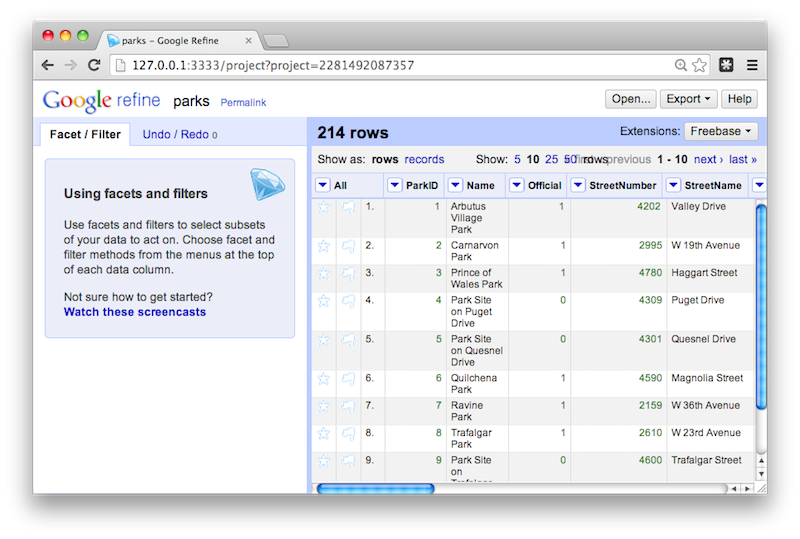 parks – Google Refine
127.0.0.1:3333/project?project=2281492087357
Google refine parks Permalink Open... Export Help
Facet / Filter Undo / Redo 0
214 rows Extensions: Freebase
Show as: rows records Show: 5 10 25 50 rows « first ‹ previous 1 - 10 next › last »
All ParkID Name Official StreetNumber StreetName
Using facets and filters
Use facets and filters to select subsets
of your data to act on. Choose facet and
filter methods from the menus at the top
of each data column.
Not sure how to get started?
Watch these screencasts
1. 1 Arbutus 1 4202 Valley Drive
Village
Park
2. 2 Carnarvon 1 2995 W 19th Avenue
Park
3. 3 Prince of 1 4780 Haggart Street
Wales Park
4. 4 Park Site 0 4309 Puget Drive
on Puget
Drive
5. 5 Park Site 0 4301 Quesnel Drive
on Quesnel
Drive
6. 6 Quilchena 1 4590 Magnolia Street
Park
7. 7 Ravine 1 2159 W 36th Avenue
Park
8. 8 Trafalgar 1 2610 W 23rd Avenue
Park
9. 9 Park Site 0 4600 Trafalgar Street
on
Trafalgar